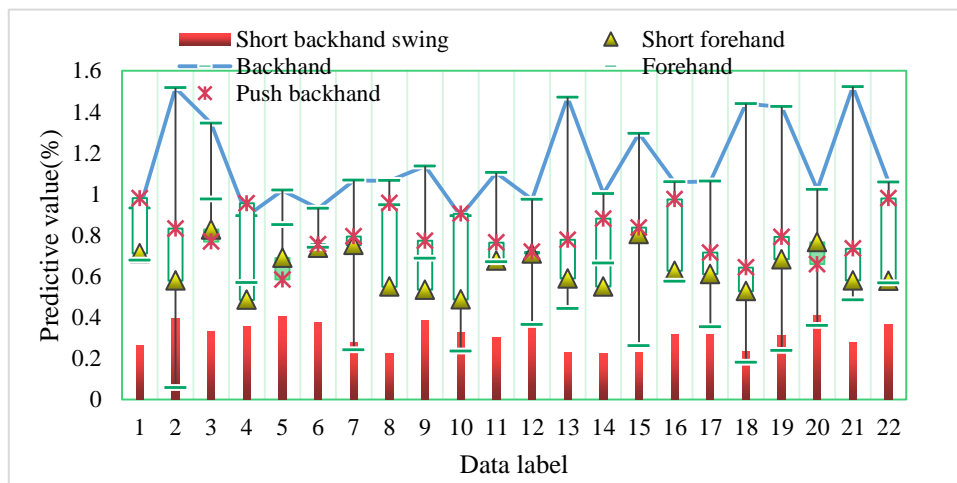 Short backhand swing Short forehand
Backhand Forehand
Push backhand
Predictive value(%)
1.6
1.4
1.2
1
0.8
0.6
0.4
0.2
0
1 2 3 4 5 6 7 8 9 10 11 12 13 14 15 16 17 18 19 20 21 22
Data label